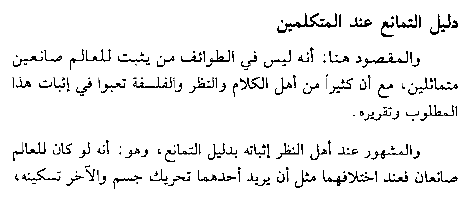 دليل التمانع عند المتكلمين
والمقصود هنا: أنه ليس في الطوائف من يثبت للعالم صانعين
متماثلين، مع أن كثيراً من أهل الكلام والنظر والفلسفة تعبوا في إثبات هذا
المطلوب وتقريره.
والمشهور عند أهل النظر إثباته بدليل التمانع، وهو: أنه لو كان للعالم
صانعان فعند اختلافهما مثل أن يريد أحدهما تحريك جسم والآخر تسكينه،